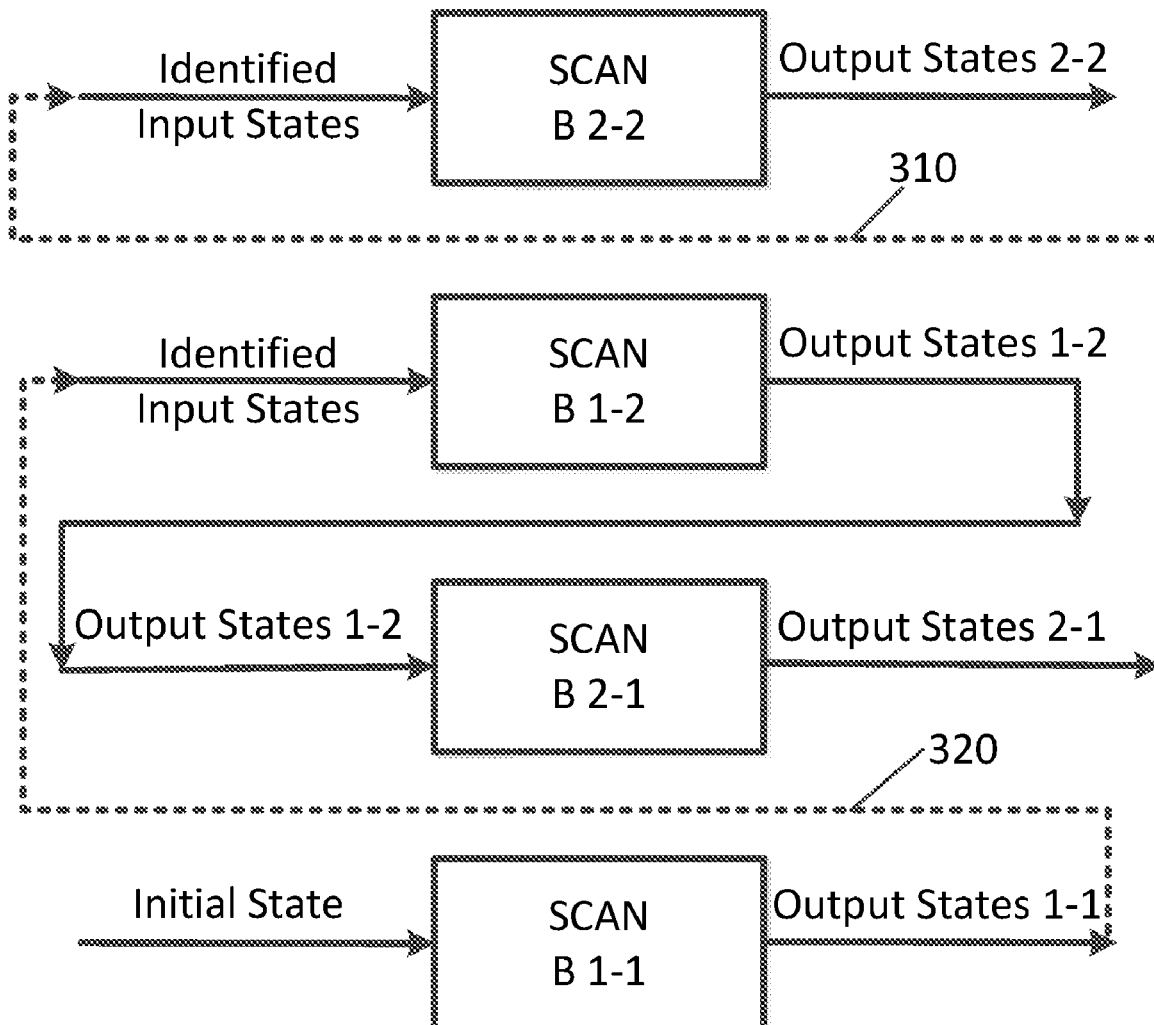 Identified
Input States
SCAN
B 2-2
Output States 2-2
310
Identified
Input States
SCAN
B 1-2
Output States 1-2
Output States 1-2
SCAN
B 2-1
Output States 2-1
320
Initial State
SCAN
B 1-1
Output States 1-1